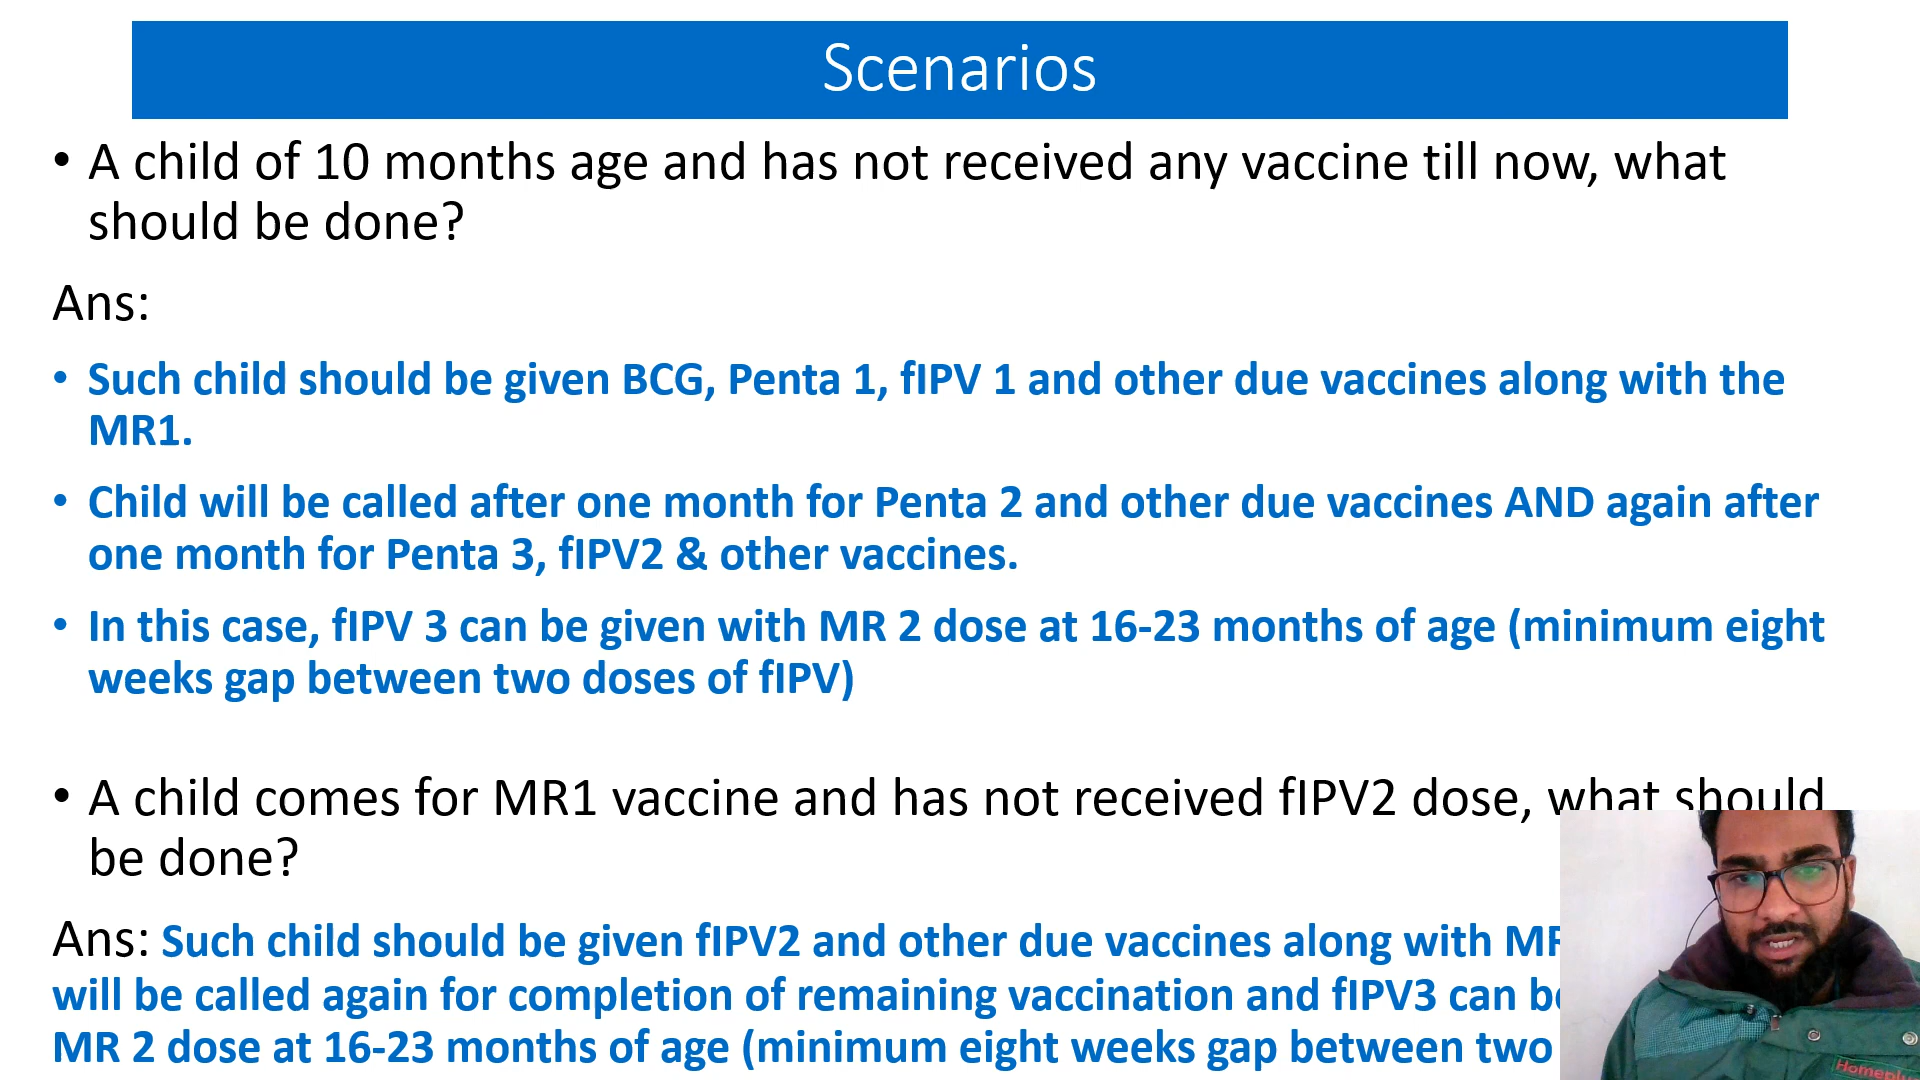 Scenarios
• A child of 10 months age and has not received any vaccine till now, what
should be done?
Ans:
• Such child should be given BCG, Penta 1, fIPV 1 and other due vaccines along with the
MR1.
• Child will be called after one month for Penta 2 and other due vaccines AND again after
one month for Penta 3, fIPV2 & other vaccines.
• In this case, fIPV 3 can be given with MR 2 dose at 16-23 months of age (minimum eight
weeks gap between two doses of fIPV)
• A child comes for MR1 vaccine and has not received fIPV2 dose, what should
be done?
Ans: Such child should be given fIPV2 and other due vaccines along with
will be called again for completion of remaining vaccination and fIPV3 can
MR 2 dose at 16-23 months of age (minimum eight weeks gap between two